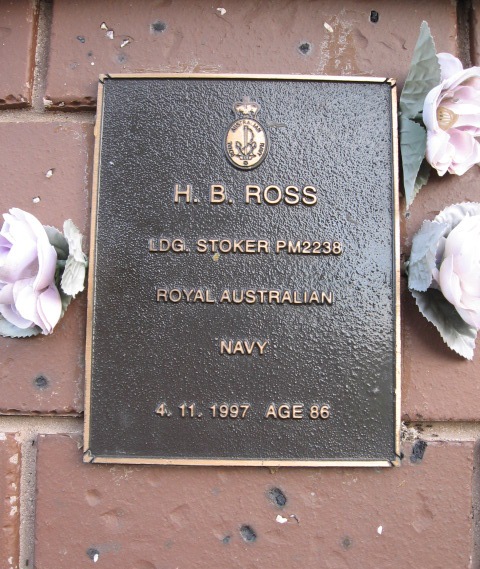 H. B. ROSS
LDG. STOKER PM2238
ROYAL AUSTRALIAN
NAVY
4. 11. 1997 AGE 86